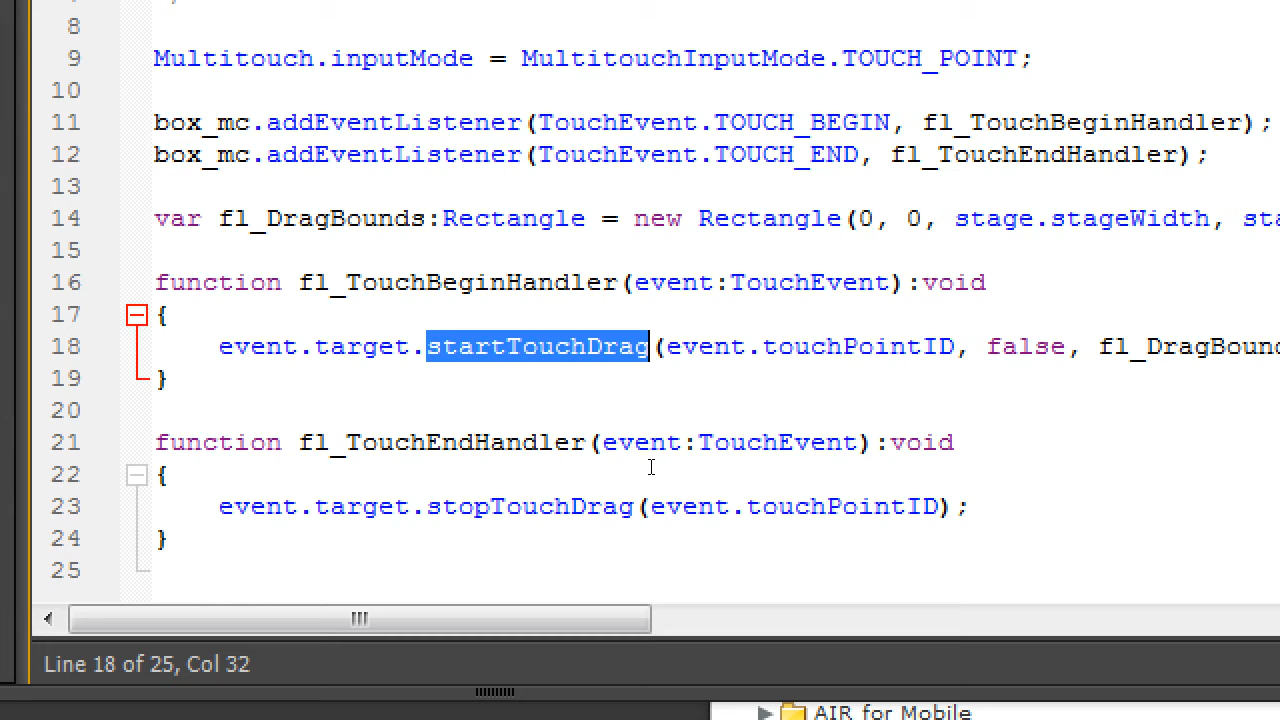 8
9 Multitouch.inputMode = MultitouchInputMode.TOUCH_POINT;
10
11 box_mc.addEventListener(TouchEvent.TOUCH_BEGIN, fl_TouchBeginHandler);
12 box_mc.addEventListener(TouchEvent.TOUCH_END, fl_TouchEndHandler);
13
14 var fl_DragBounds:Rectangle = new Rectangle(0, 0, stage.stageWidth, sta
15
16 function fl_TouchBeginHandler(event:TouchEvent):void
17 {
18 event.target.startTouchDrag(event.touchPointID, false, fl_DragBound
19 }
20
21 function fl_TouchEndHandler(event:TouchEvent):void
22 {
23 event.target.stopTouchDrag(event.touchPointID);
24 }
25
Line 18 of 25, Col 32
AIR for Mobile